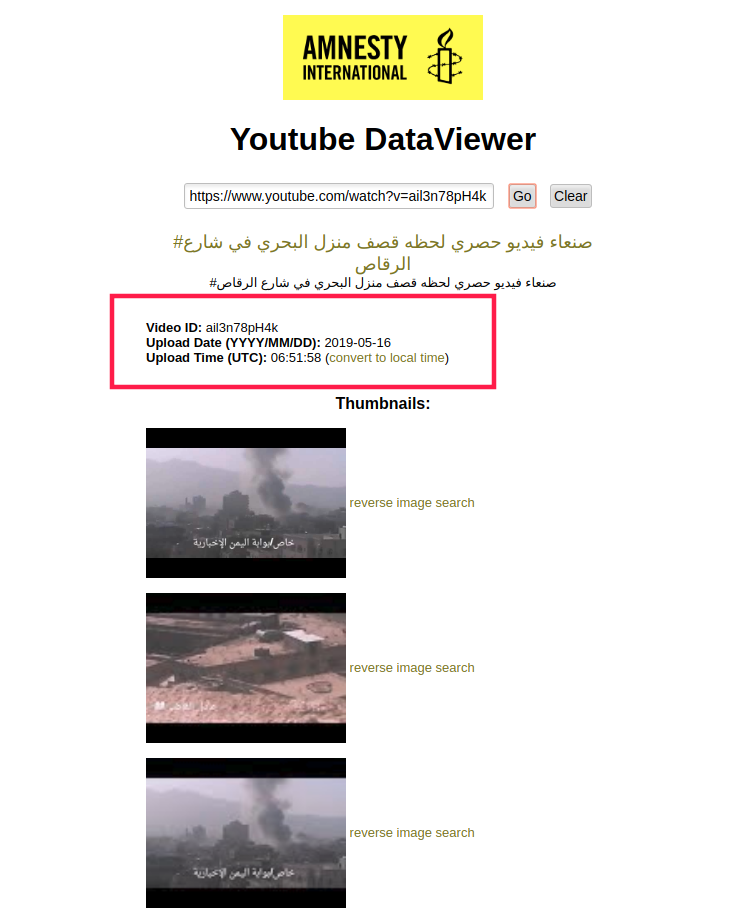 AMNESTY
INTERNATIONAL
Youtube DataViewer
https://www.youtube.com/watch?v=ail3n78pH4k Go Clear
#صنعاء فيديو حصري لحظه قصف منزل البحري في شارع
الرقاص
#صنعاء فيديو حصري لحظه قصف منزل البحري في شارع الرقاص
Video ID: ail3n78pH4k
Upload Date (YYYY/MM/DD): 2019-05-16
Upload Time (UTC): 06:51:58 (convert to local time)
Thumbnails:
reverse image search
خاص/بوابة اليمن الإخبارية
reverse image search
reverse image search
خاص/بوابة اليمن الإخبارية